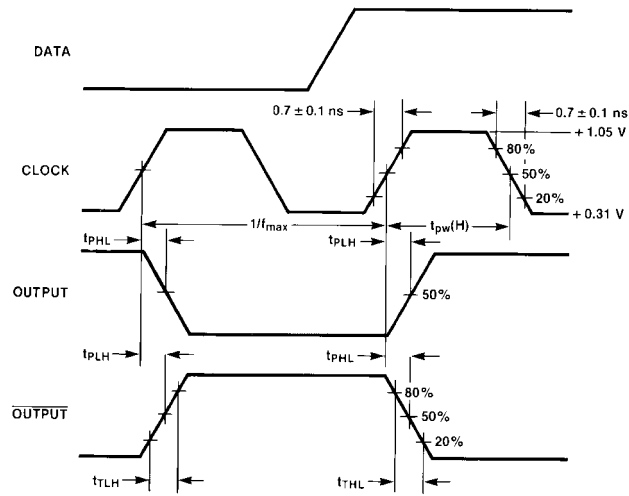 DATA
0.7 ± 0.1 ns
0.7 ± 0.1 ns
+ 1.05 V
80%
CLOCK
50%
20%
+ 0.31 V
1/fmax
tpw(H)
tPHL
tPLH
OUTPUT
50%
tPLH
tPHL
80%
OUTPUT
50%
20%
tTLH
tTHL